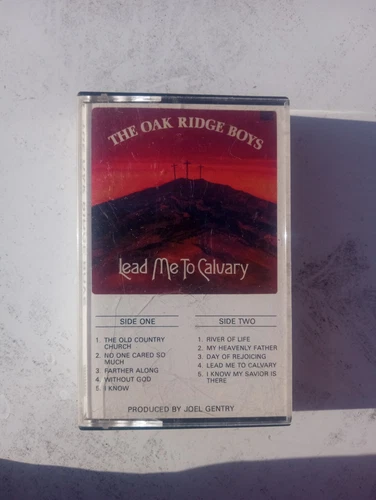 THE OAK RIDGE BOYS
Lead Me To Calvary
SIDE ONE
1. THE OLD COUNTRY
CHURCH
2. NO ONE CARED SO
MUCH
3. FARTHER ALONG
4. WITHOUT GOD
5. I KNOW
SIDE TWO
1. RIVER OF LIFE
2. MY HEAVENLY FATHER
3. DAY OF REJOICING
4. LEAD ME TO CALVARY
5. I KNOW MY SAVIOR IS
THERE
PRODUCED BY JOEL GENTRY